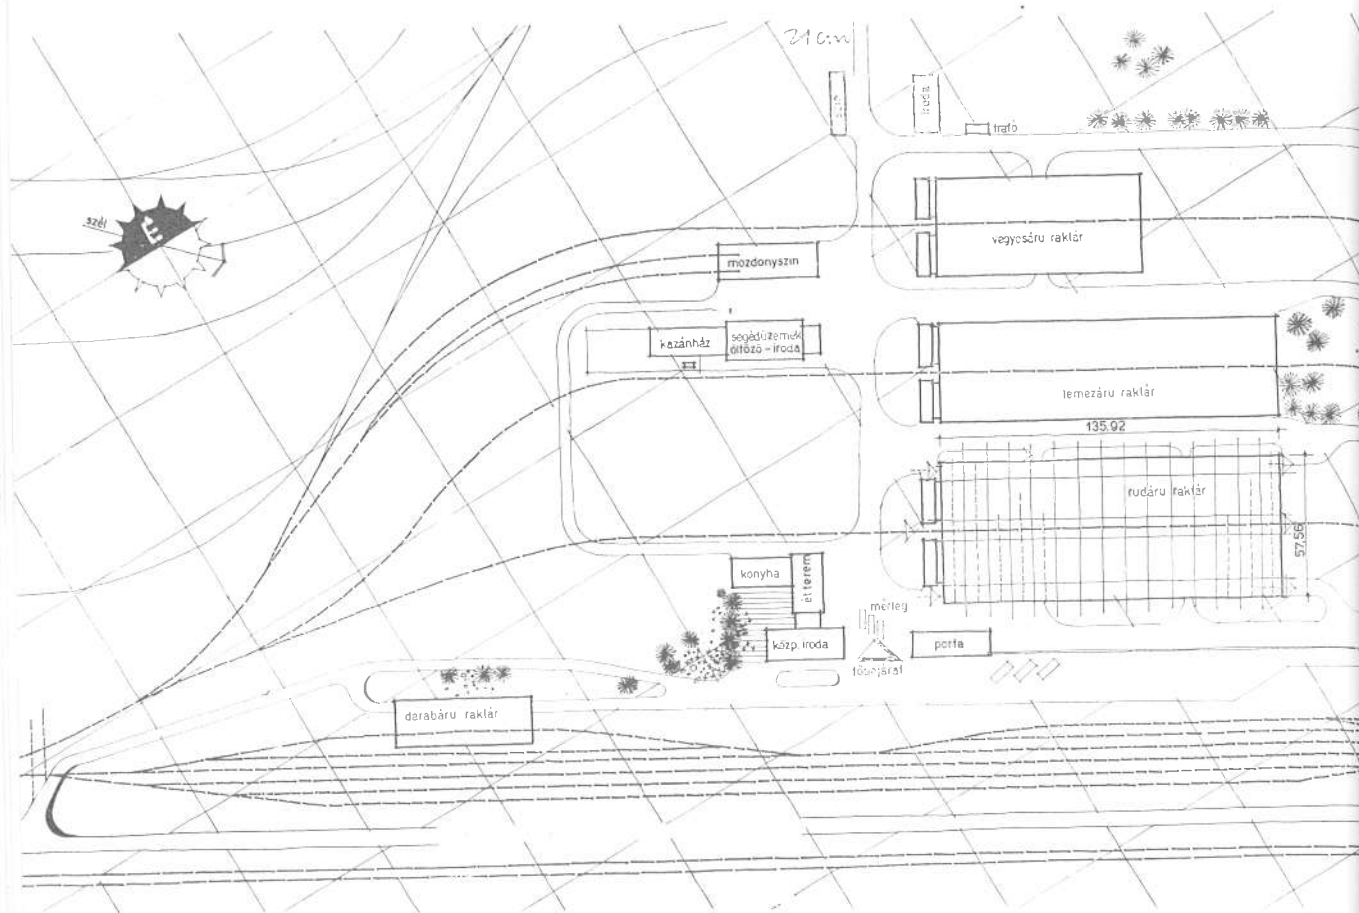 21 cm
iroda
trafó
szél
É
vegyesáru raktár
mozdonyszin
kazánház
segédüzemek
öltöző - iroda
lemezáru raktár
135,92
rudáru raktár
57,56
konyha
étterem
mérleg
közp. iroda
porta
főbejárat
darabáru raktár